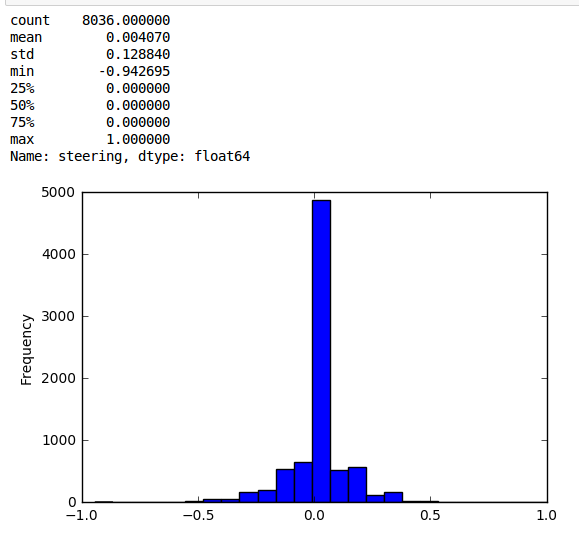 count 8036.000000
mean 0.004070
std 0.128840
min -0.942695
25% 0.000000
50% 0.000000
75% 0.000000
max 1.000000
Name: steering, dtype: float64
5000
4000
3000
2000
1000
0
Frequency
−1.0 −0.5 0.0 0.5 1.0